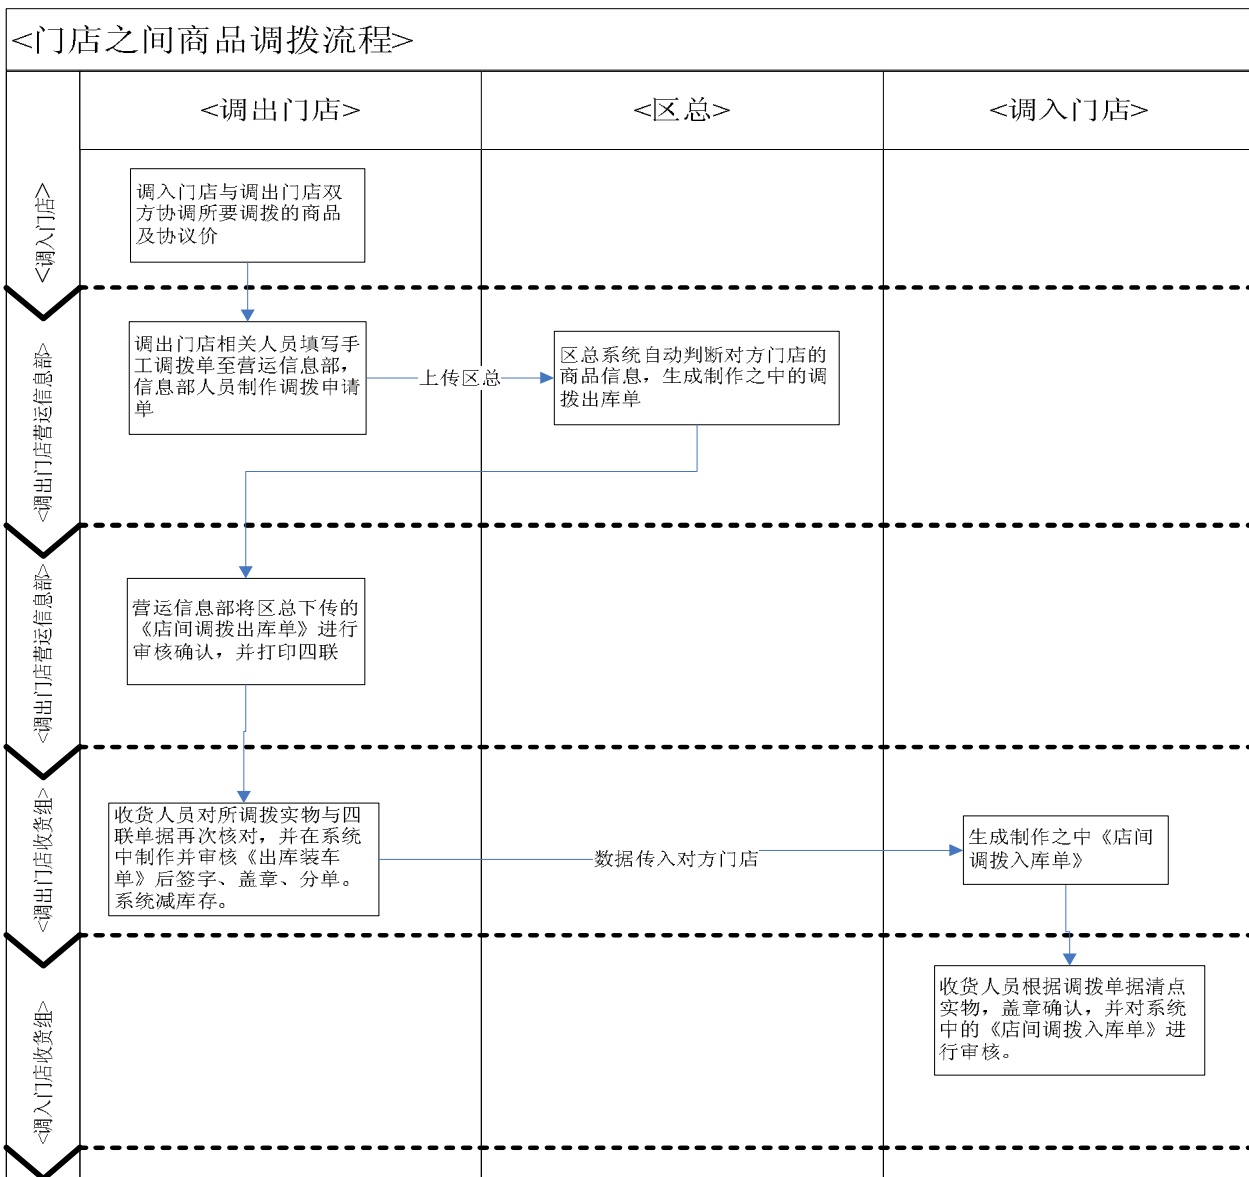 <门店之间商品调拨流程>
<调出门店>
<区总>
<调入门店>
<调入门店>
调入门店与调出门店双
方协调所要调拨的商品
及协议价
<调出门店营运信息部>
调出门店相关人员填写手
工调拨单至营运信息部，
信息部人员制作调拨申请
单
上传区总
区总系统自动判断对方门店的
商品信息，生成制作之中的调
拨出库单
<调出门店营运信息部>
营运信息部将区总下传的
《店间调拨出库单》进行
审核确认，并打印四联
<调出门店收货组>
收货人员对所调拨实物与四
联单据再次核对，并在系统
中制作并审核《出库装车
单》后签字、盖章、分单。
系统减库存。
数据传入对方门店
生成制作之中《店间
调拨入库单》
<调入门店收货组>
收货人员根据调拨单据清点
实物，盖章确认，并对系统
中的《店间调拨入库单》进
行审核。